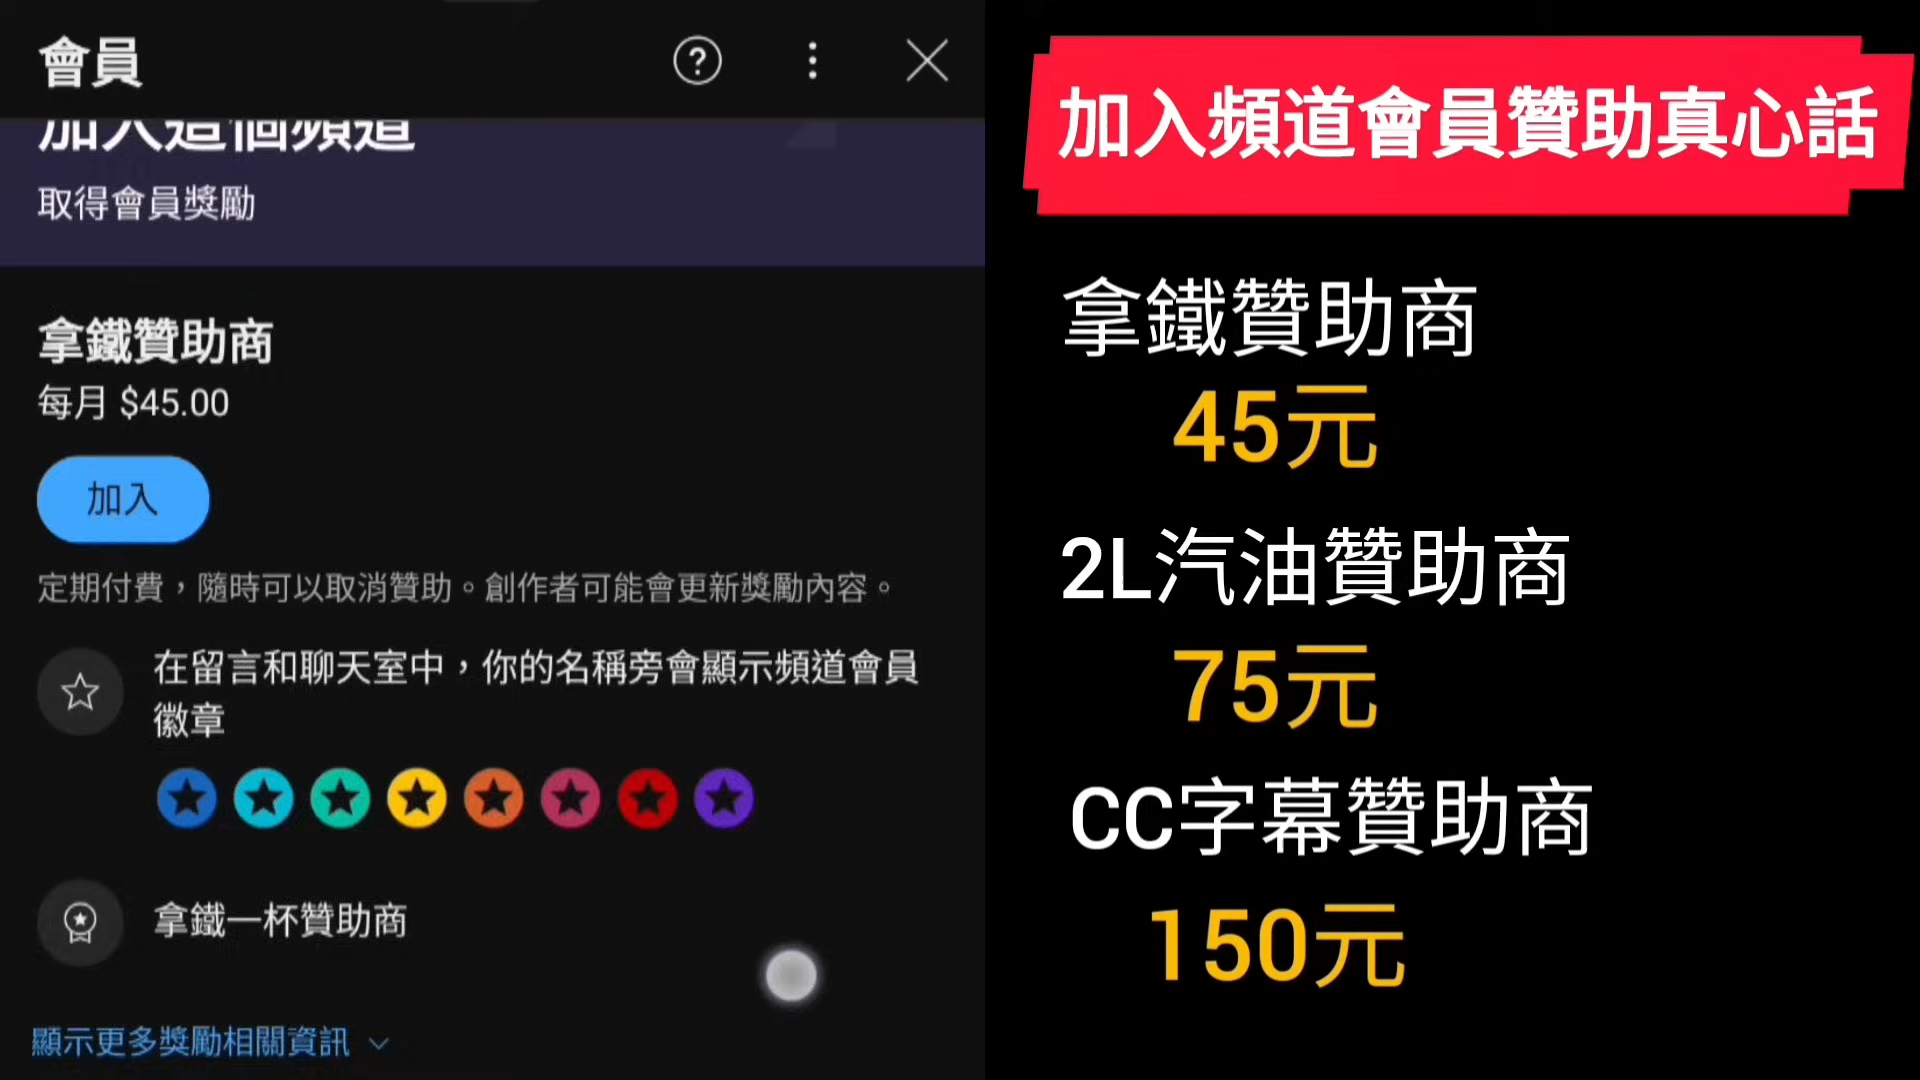 會員
加入這個頻道
取得會員獎勵
拿鐵贊助商
每月 $45.00
加入
定期付費，隨時可以取消贊助。創作者可能會更新獎勵內容。
在留言和聊天室中，你的名稱旁會顯示頻道會員
徽章
拿鐵一杯贊助商
顯示更多獎勵相關資訊
加入頻道會員贊助真心話
拿鐵贊助商
45元
2L汽油贊助商
75元
CC字幕贊助商
150元